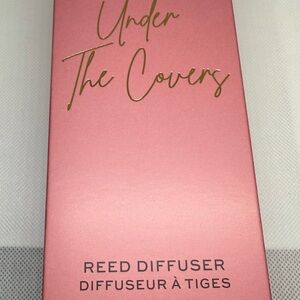 Under
The Covers
REED DIFFUSER
DIFFUSEUR À TIGES